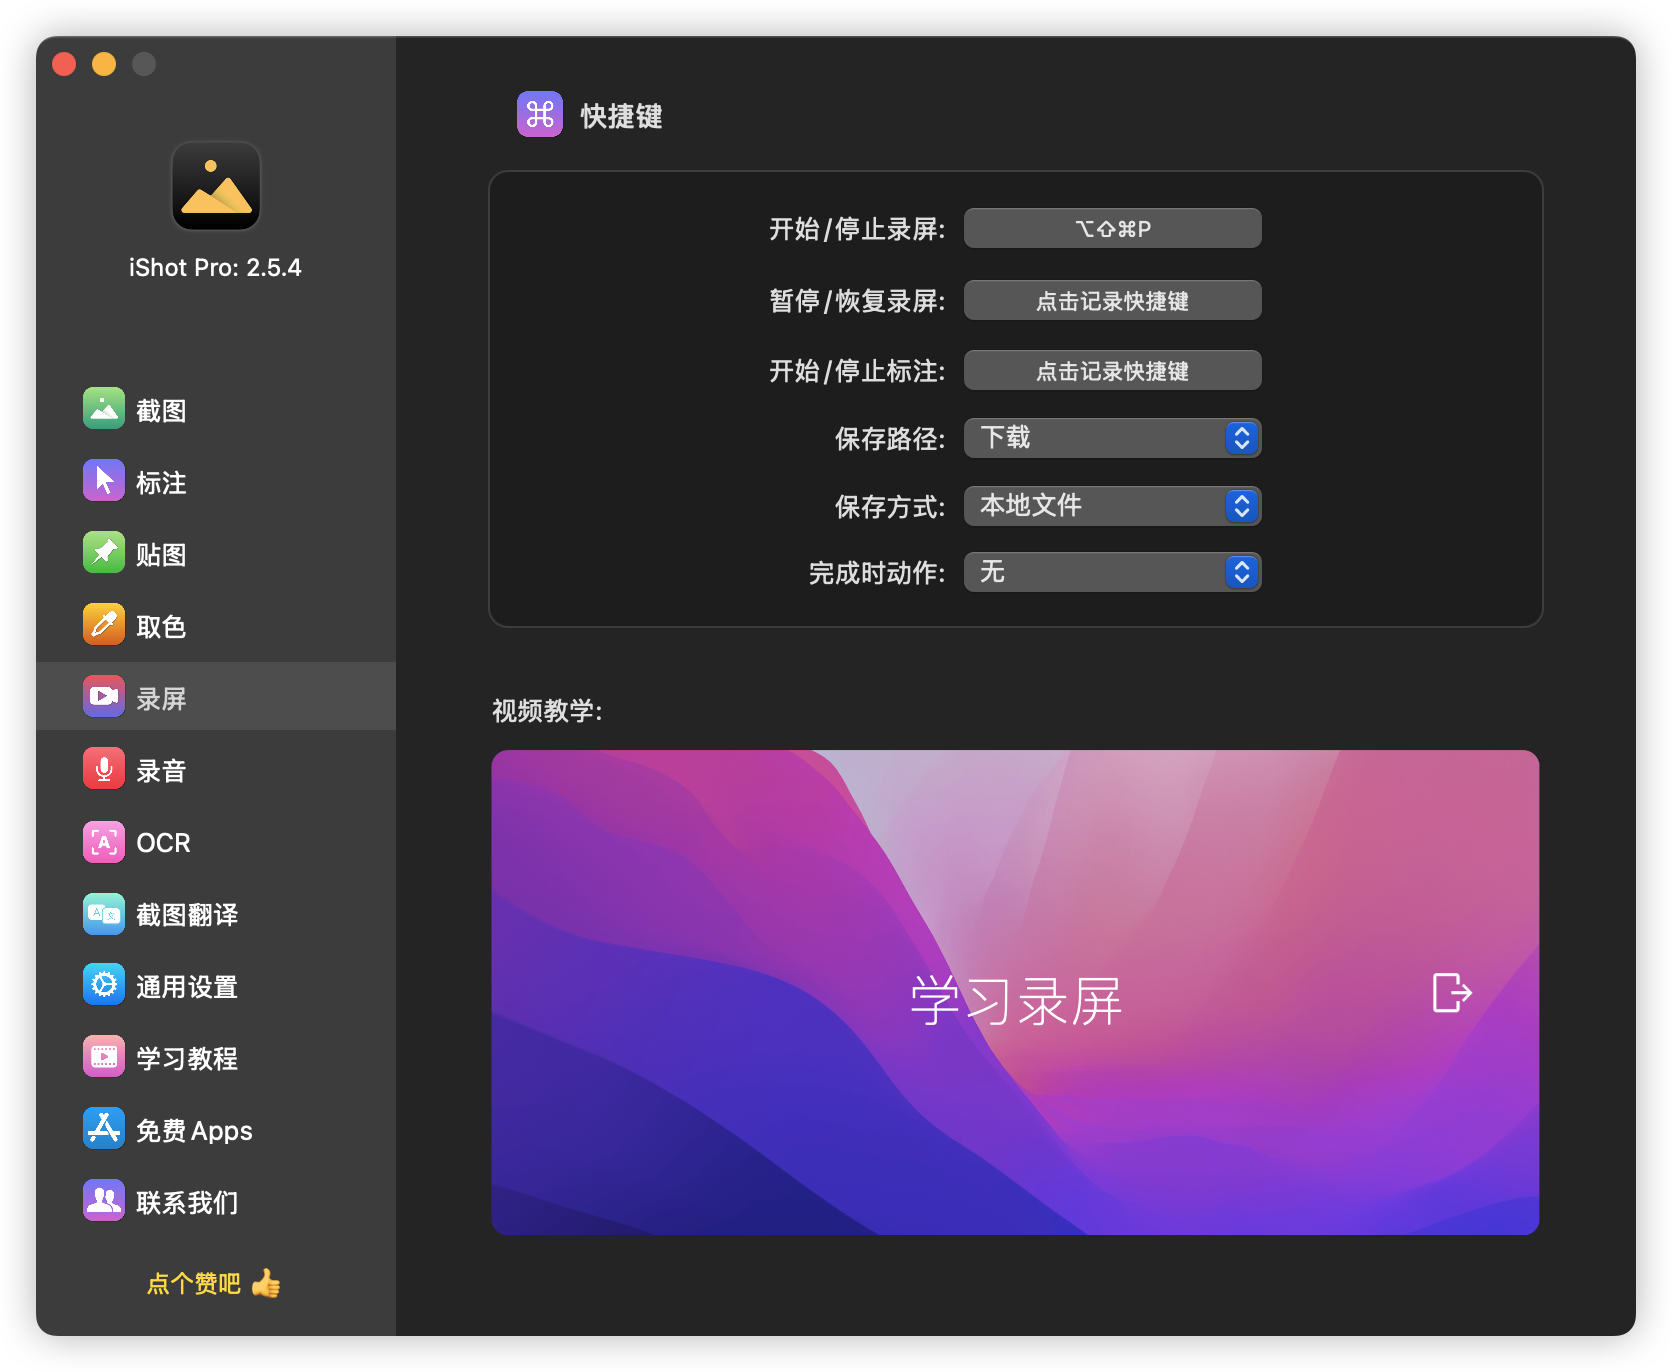 iShot Pro: 2.5.4
截图
标注
贴图
取色
录屏
录音
OCR
截图翻译
通用设置
学习教程
免费 Apps
联系我们
点个赞吧 👍
快捷键
开始/停止录屏: ⌥⇧⌘P
暂停/恢复录屏: 点击记录快捷键
开始/停止标注: 点击记录快捷键
保存路径: 下载
保存方式: 本地文件
完成时动作: 无
视频教学:
学习录屏